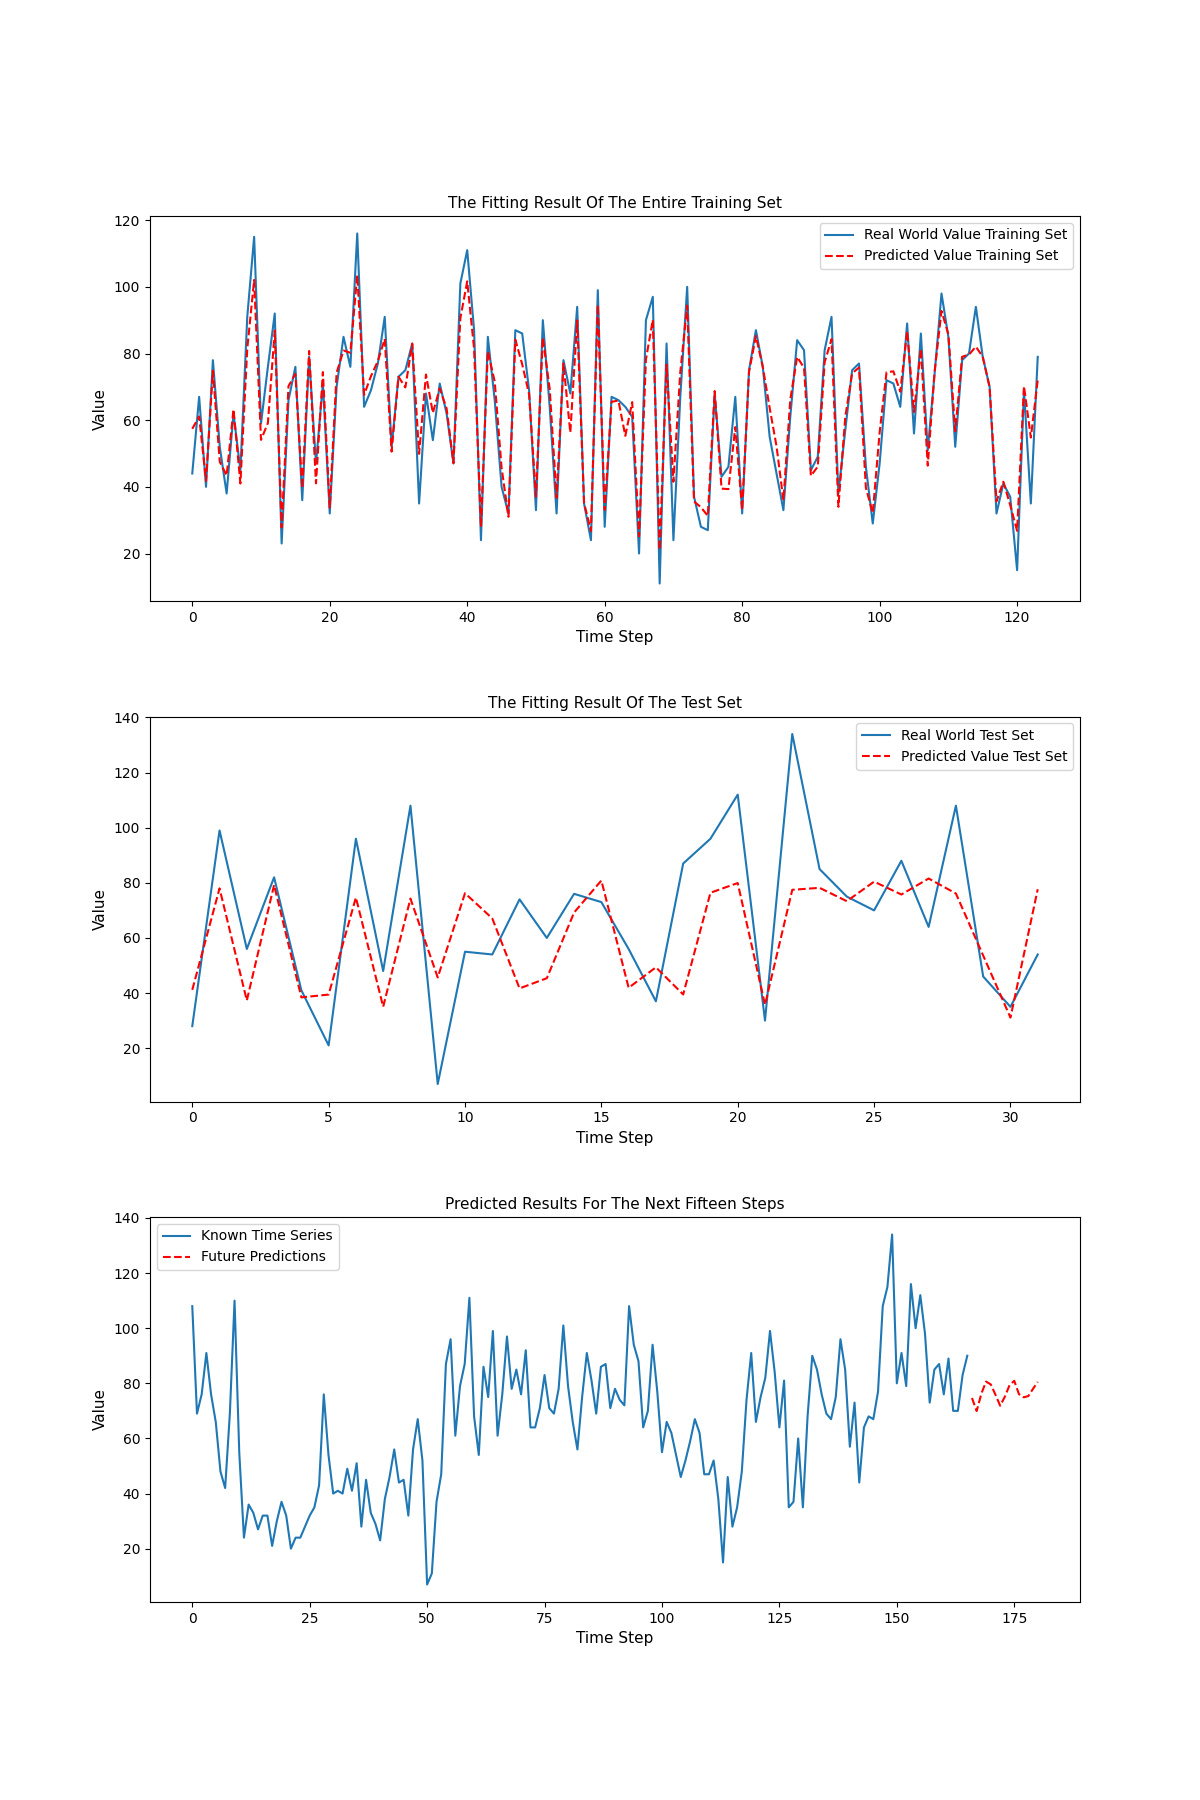 The Fitting Result Of The Entire Training Set
120
100
80
60
40
20
Value
Real World Value Training Set
Predicted Value Training Set
0 20 40 60 80 100 120
Time Step
The Fitting Result Of The Test Set
140
120
100
80
60
40
20
Value
Real World Test Set
Predicted Value Test Set
0 5 10 15 20 25 30
Time Step
Predicted Results For The Next Fifteen Steps
140
120
100
80
60
40
20
Value
Known Time Series
Future Predictions
0 25 50 75 100 125 150 175
Time Step